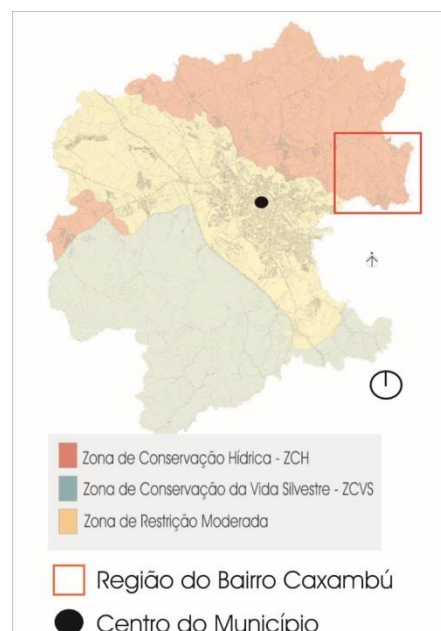 Zona de Conservação Hídrica - ZCH
Zona de Conservação da Vida Silvestre - ZCVS
Zona de Restrição Moderada
Região do Bairro Caxambú
Centro do Município